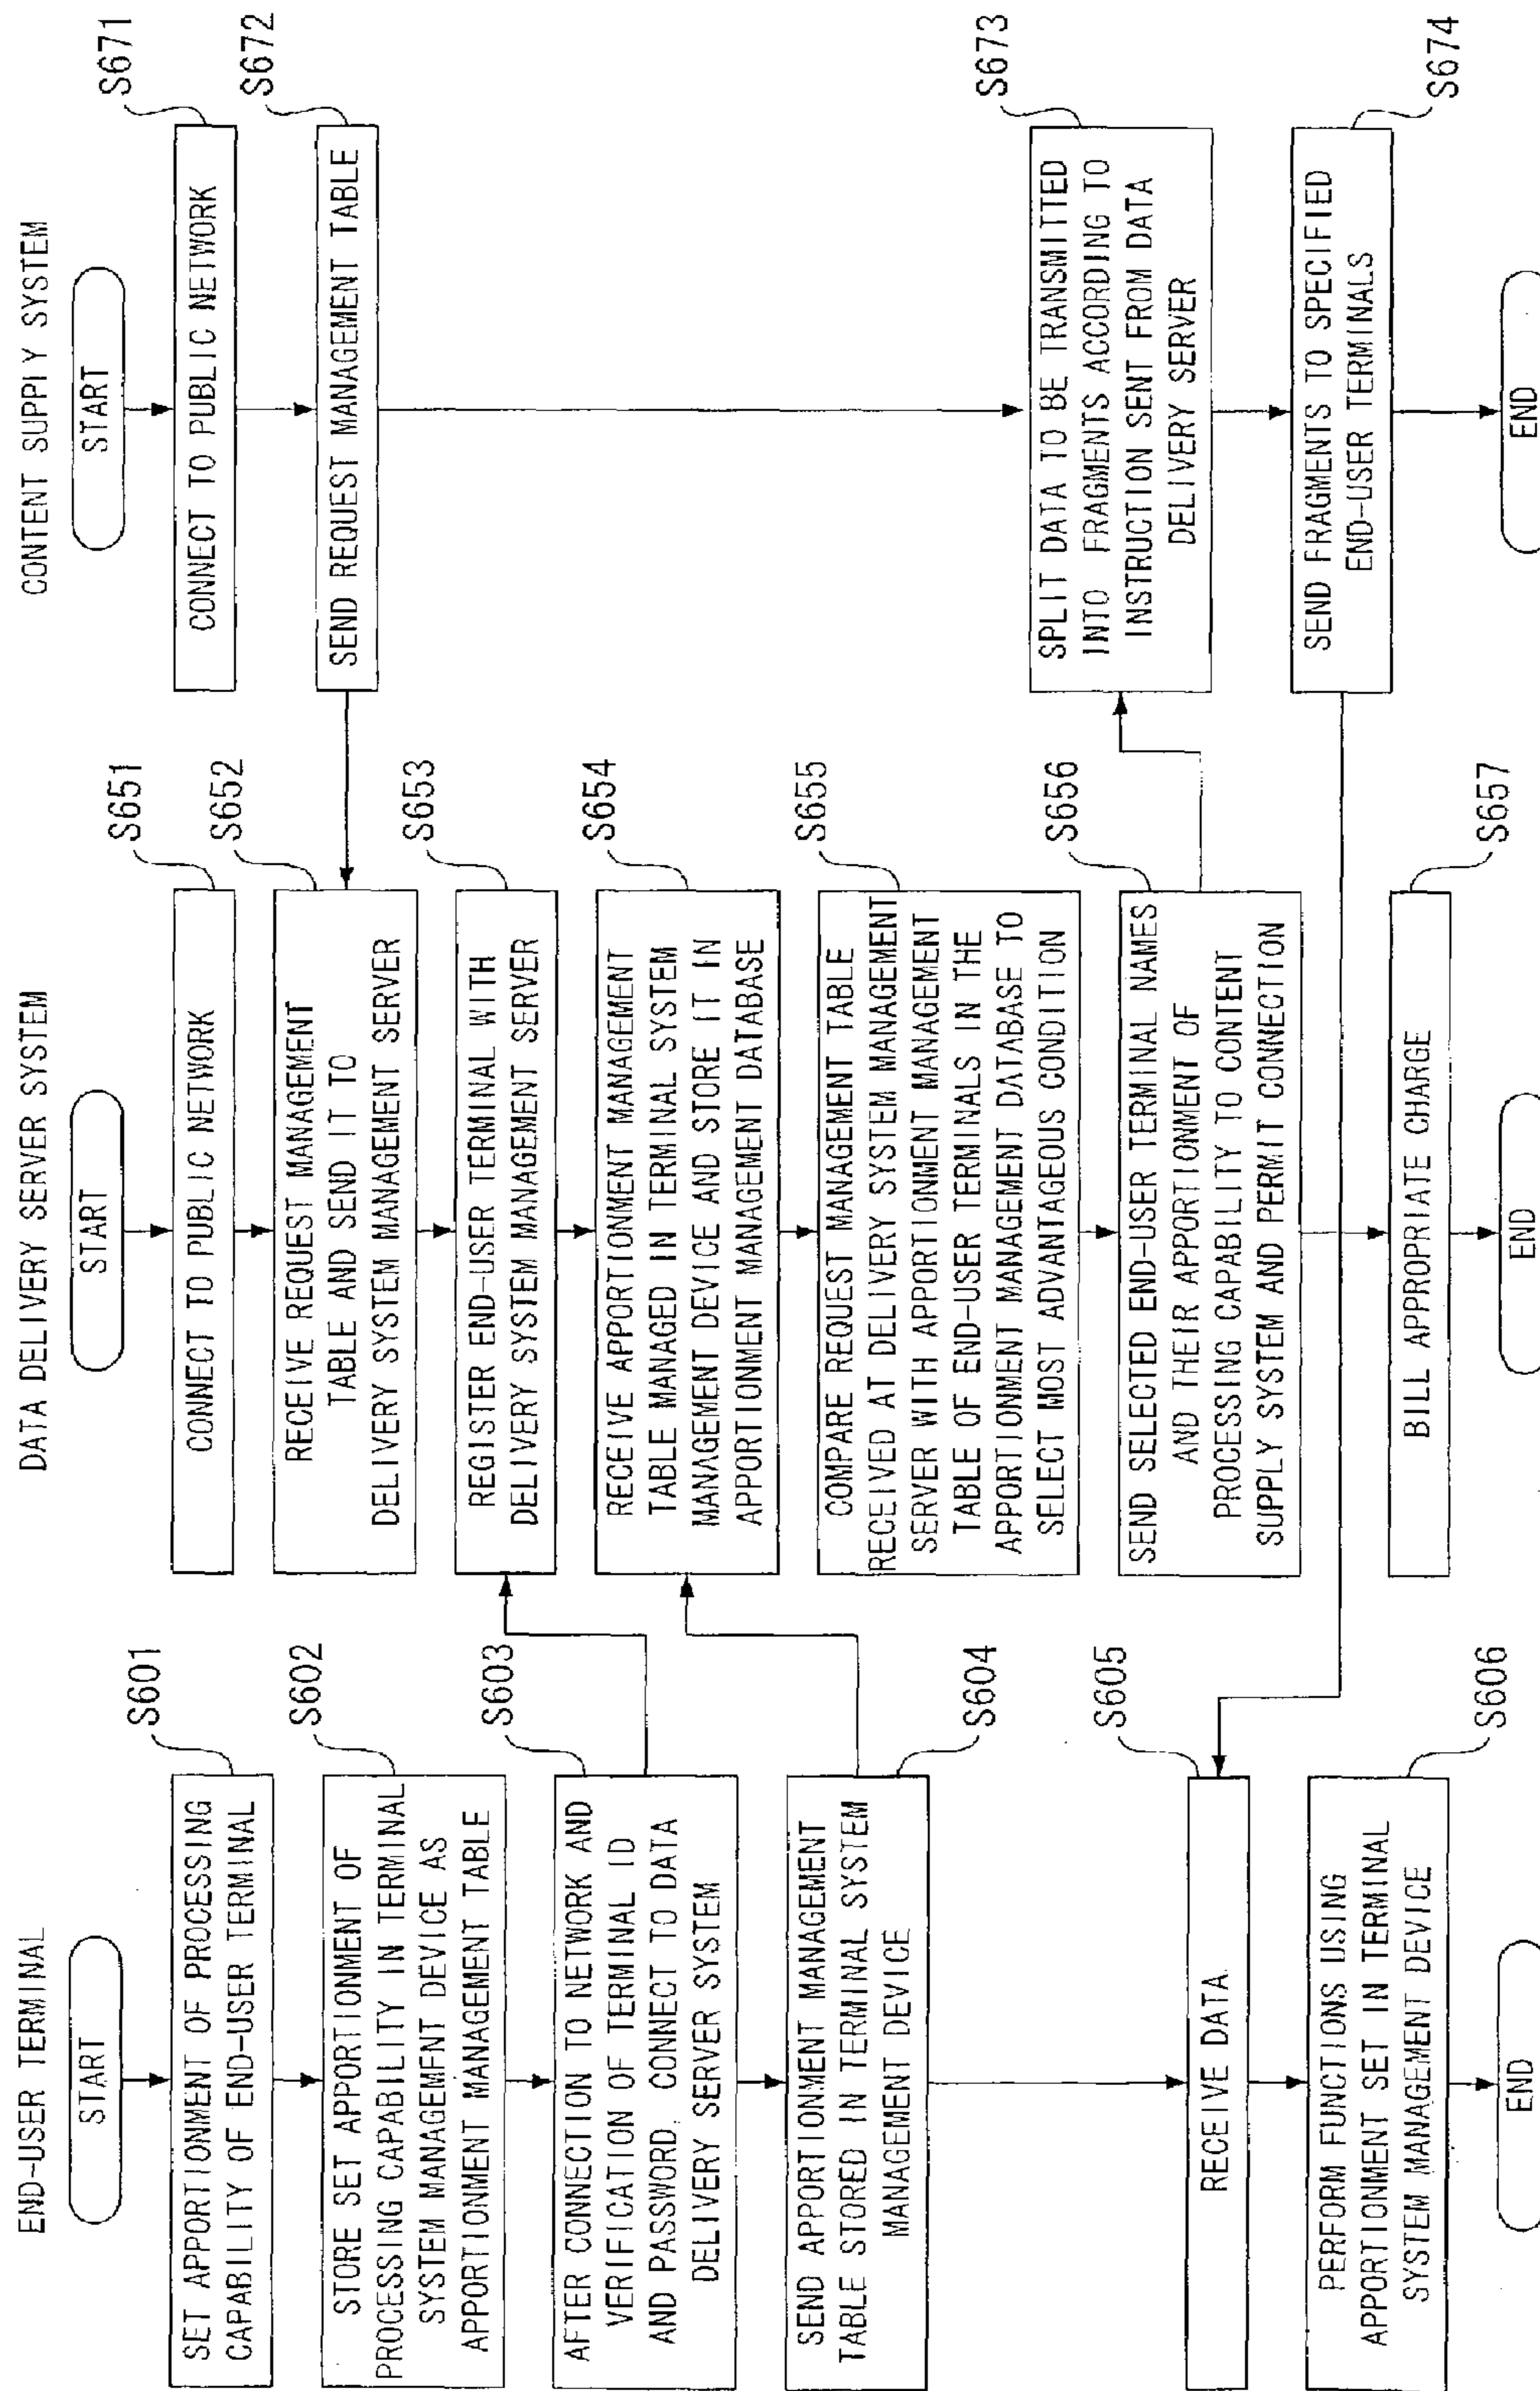 END-USER TERMINAL
START
SET APPORTIONMENT OF PROCESSING
CAPABILITY OF END-USER TERMINAL
S601
STORE SET APPORTIONMENT OF
PROCESSING CAPABILITY IN TERMINAL
SYSTEM MANAGEMENT DEVICE AS
APPORTIONMENT MANAGEMENT TABLE
S602
AFTER CONNECTION TO NETWORK AND
VERIFICATION OF TERMINAL ID
AND PASSWORD, CONNECT TO DATA
DELIVERY SERVER SYSTEM
S603
SEND APPORTIONMENT MANAGEMENT
TABLE STORED IN TERMINAL SYSTEM
MANAGEMENT DEVICE
S604
RECEIVE DATA
S605
PERFORM FUNCTIONS USING
APPORTIONMENT SET IN TERMINAL
SYSTEM MANAGEMENT DEVICE
S606
END
DATA DELIVERY SERVER SYSTEM
START
CONNECT TO PUBLIC NETWORK
S651
RECEIVE REQUEST MANAGEMENT
TABLE AND SEND IT TO
DELIVERY SYSTEM MANAGEMENT SERVER
S652
REGISTER END-USER TERMINAL WITH
DELIVERY SYSTEM MANAGEMENT SERVER
S653
RECEIVE APPORTIONMENT MANAGEMENT
TABLE MANAGED IN TERMINAL SYSTEM
MANAGEMENT DEVICE AND STORE IT IN
APPORTIONMENT MANAGEMENT DATABASE
S654
COMPARE REQUEST MANAGEMENT TABLE
RECEIVED AT DELIVERY SYSTEM MANAGEMENT
SERVER WITH APPORTIONMENT MANAGEMENT
TABLE OF END-USER TERMINALS IN THE
APPORTIONMENT MANAGEMENT DATABASE TO
SELECT MOST ADVANTAGEOUS CONDITION
S655
SEND SELECTED END-USER TERMINAL NAMES
AND THEIR APPORTIONMENT OF
PROCESSING CAPABILITY TO CONTENT
SUPPLY SYSTEM AND PERMIT CONNECTION
S656
BILL APPROPRIATE CHARGE
S657
END
CONTENT SUPPLY SYSTEM
START
CONNECT TO PUBLIC NETWORK
S671
SEND REQUEST MANAGEMENT TABLE
S672
SPLIT DATA TO BE TRANSMITTED
INTO FRAGMENTS ACCORDING TO
INSTRUCTION SENT FROM DATA
DELIVERY SERVER
S673
SEND FRAGMENTS TO SPECIFIED
END-USER TERMINALS
S674
END